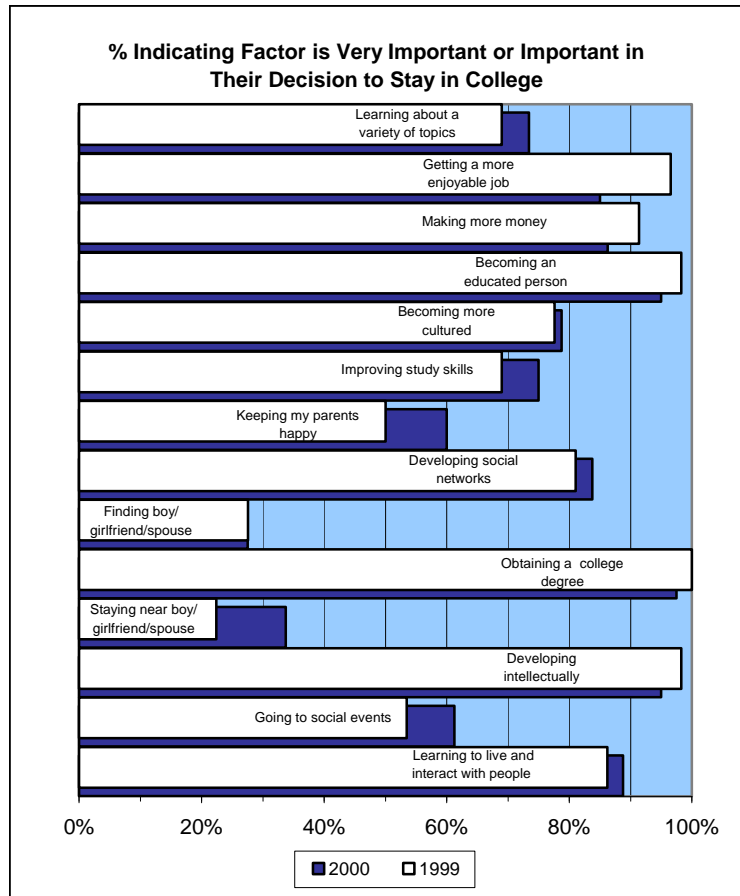 % Indicating Factor is Very Important or Important in
Their Decision to Stay in College
Learning about a
variety of topics
Getting a more
enjoyable job
Making more money
Becoming an
educated person
Becoming more
cultured
Improving study skills
Keeping my parents
happy
Developing social
networks
Finding boy/
girlfriend/spouse
Obtaining a college
degree
Staying near boy/
girlfriend/spouse
Developing
intellectually
Going to social events
Learning to live and
interact with people
0% 20% 40% 60% 80% 100%
2000 1999